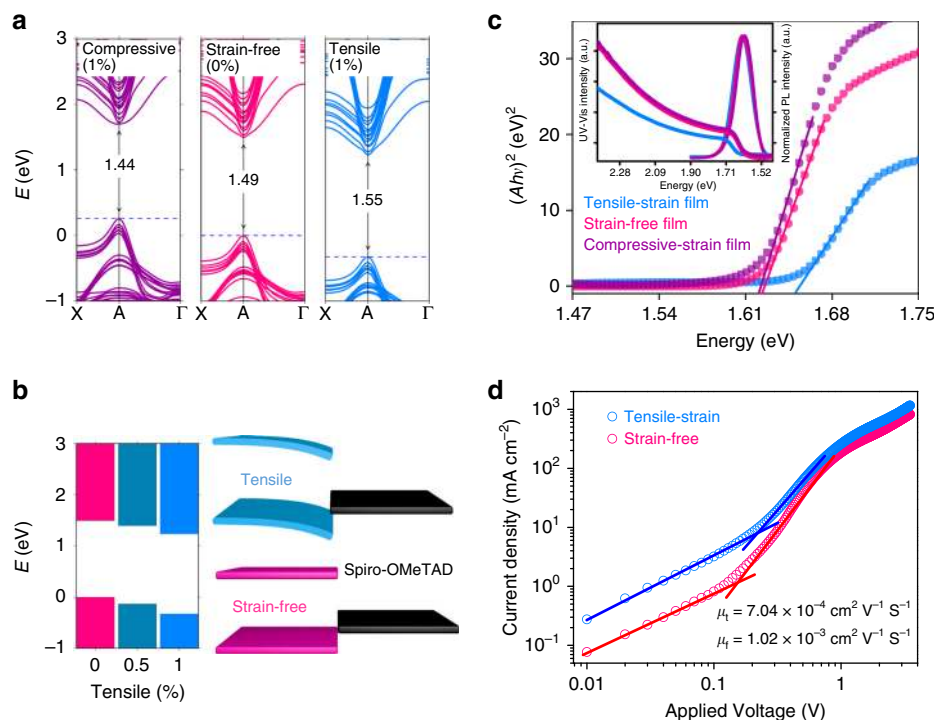 a
Compressive
(1%)
Strain-free
(0%)
Tensile
(1%)
3
2
1
0
−1
E (eV)
1.44
1.49
1.55
X A Γ
X A Γ
X A Γ
c
(Ahν)² (eV)²
30
20
10
0
1.47 1.54 1.61 1.68 1.75
Energy (eV)
UV-Vis intensity (a.u.)
Normalized PL intensity (a.u.)
2.28 2.09 1.90 1.71 1.52
Energy (eV)
Tensile-strain film
Strain-free film
Compressive-strain film
b
3
2
1
0
−1
E (eV)
0 0.5 1
Tensile (%)
Tensile
Spiro-OMeTAD
Strain-free
d
Current density (mA cm⁻²)
10³
10²
10¹
10⁰
10⁻¹
Tensile-strain
Strain-free
μt = 7.04 × 10⁻⁴ cm² V⁻¹ S⁻¹
μf = 1.02 × 10⁻³ cm² V⁻¹ S⁻¹
0.01 0.1 1
Applied Voltage (V)